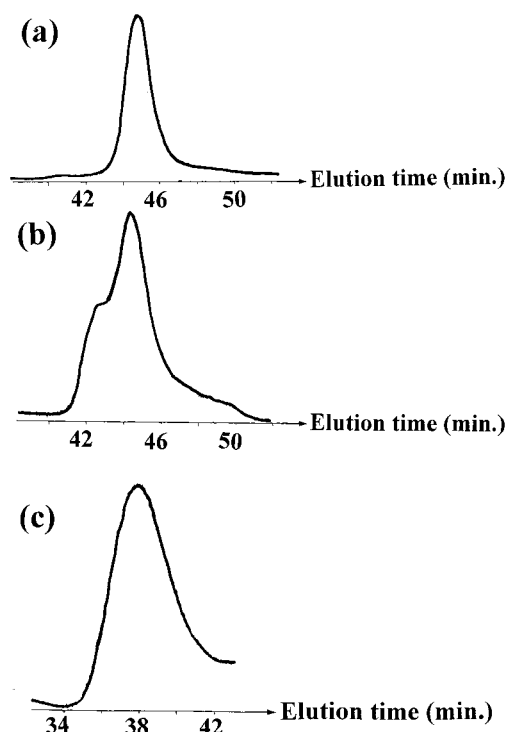 (a)
42 46 50 Elution time (min.)
(b)
42 46 50 Elution time (min.)
(c)
34 38 42 Elution time (min.)